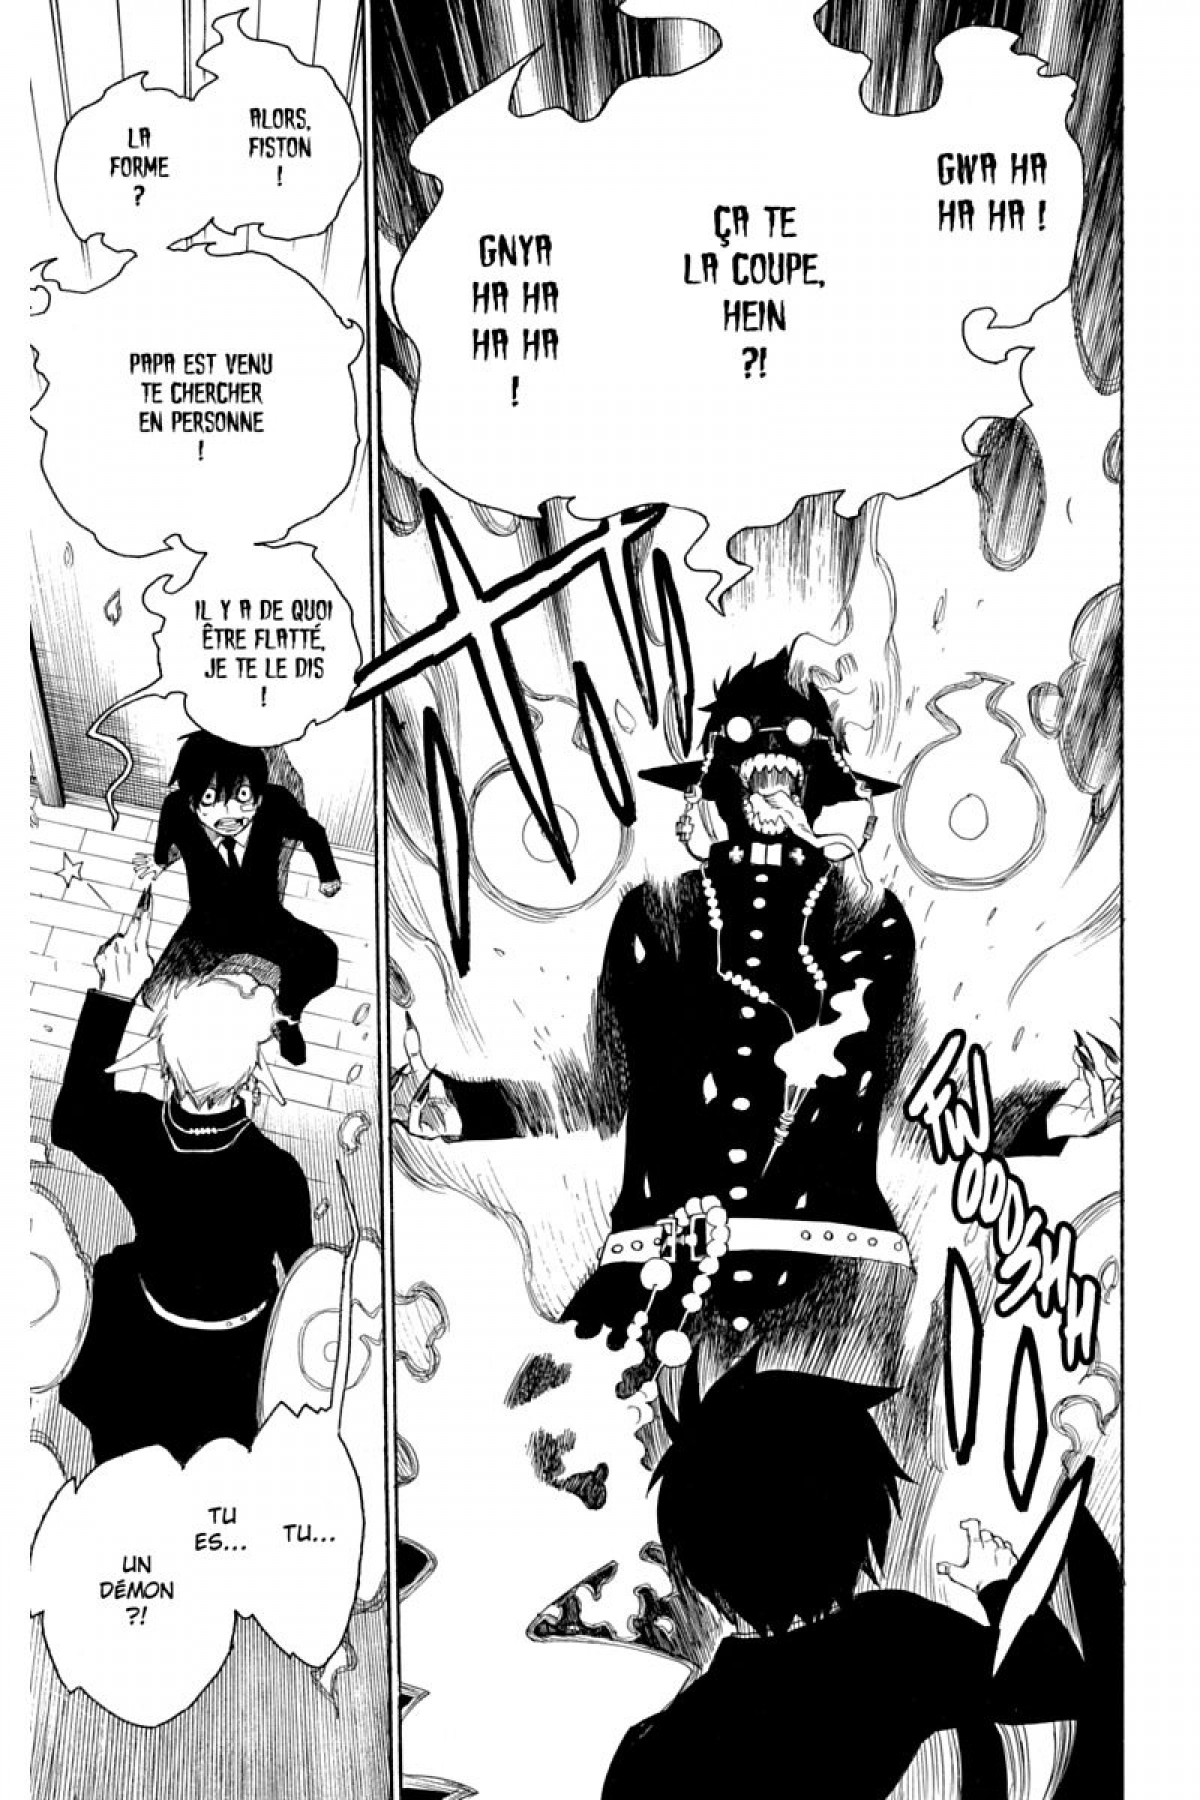 GWA HA
HA HA !
ÇA TE
LA COUPE,
HEIN
?!
GNYA
HA HA
HA HA
!
FWOOOSHH
ALORS,
FISTON
!
LA
FORME
?
PAPA EST VENU
TE CHERCHER
EN PERSONNE
!
IL Y A DE QUOI
ÊTRE FLATTÉ,
JE TE LE DIS
!
TU...
TU
ES...
UN
DÉMON
?!